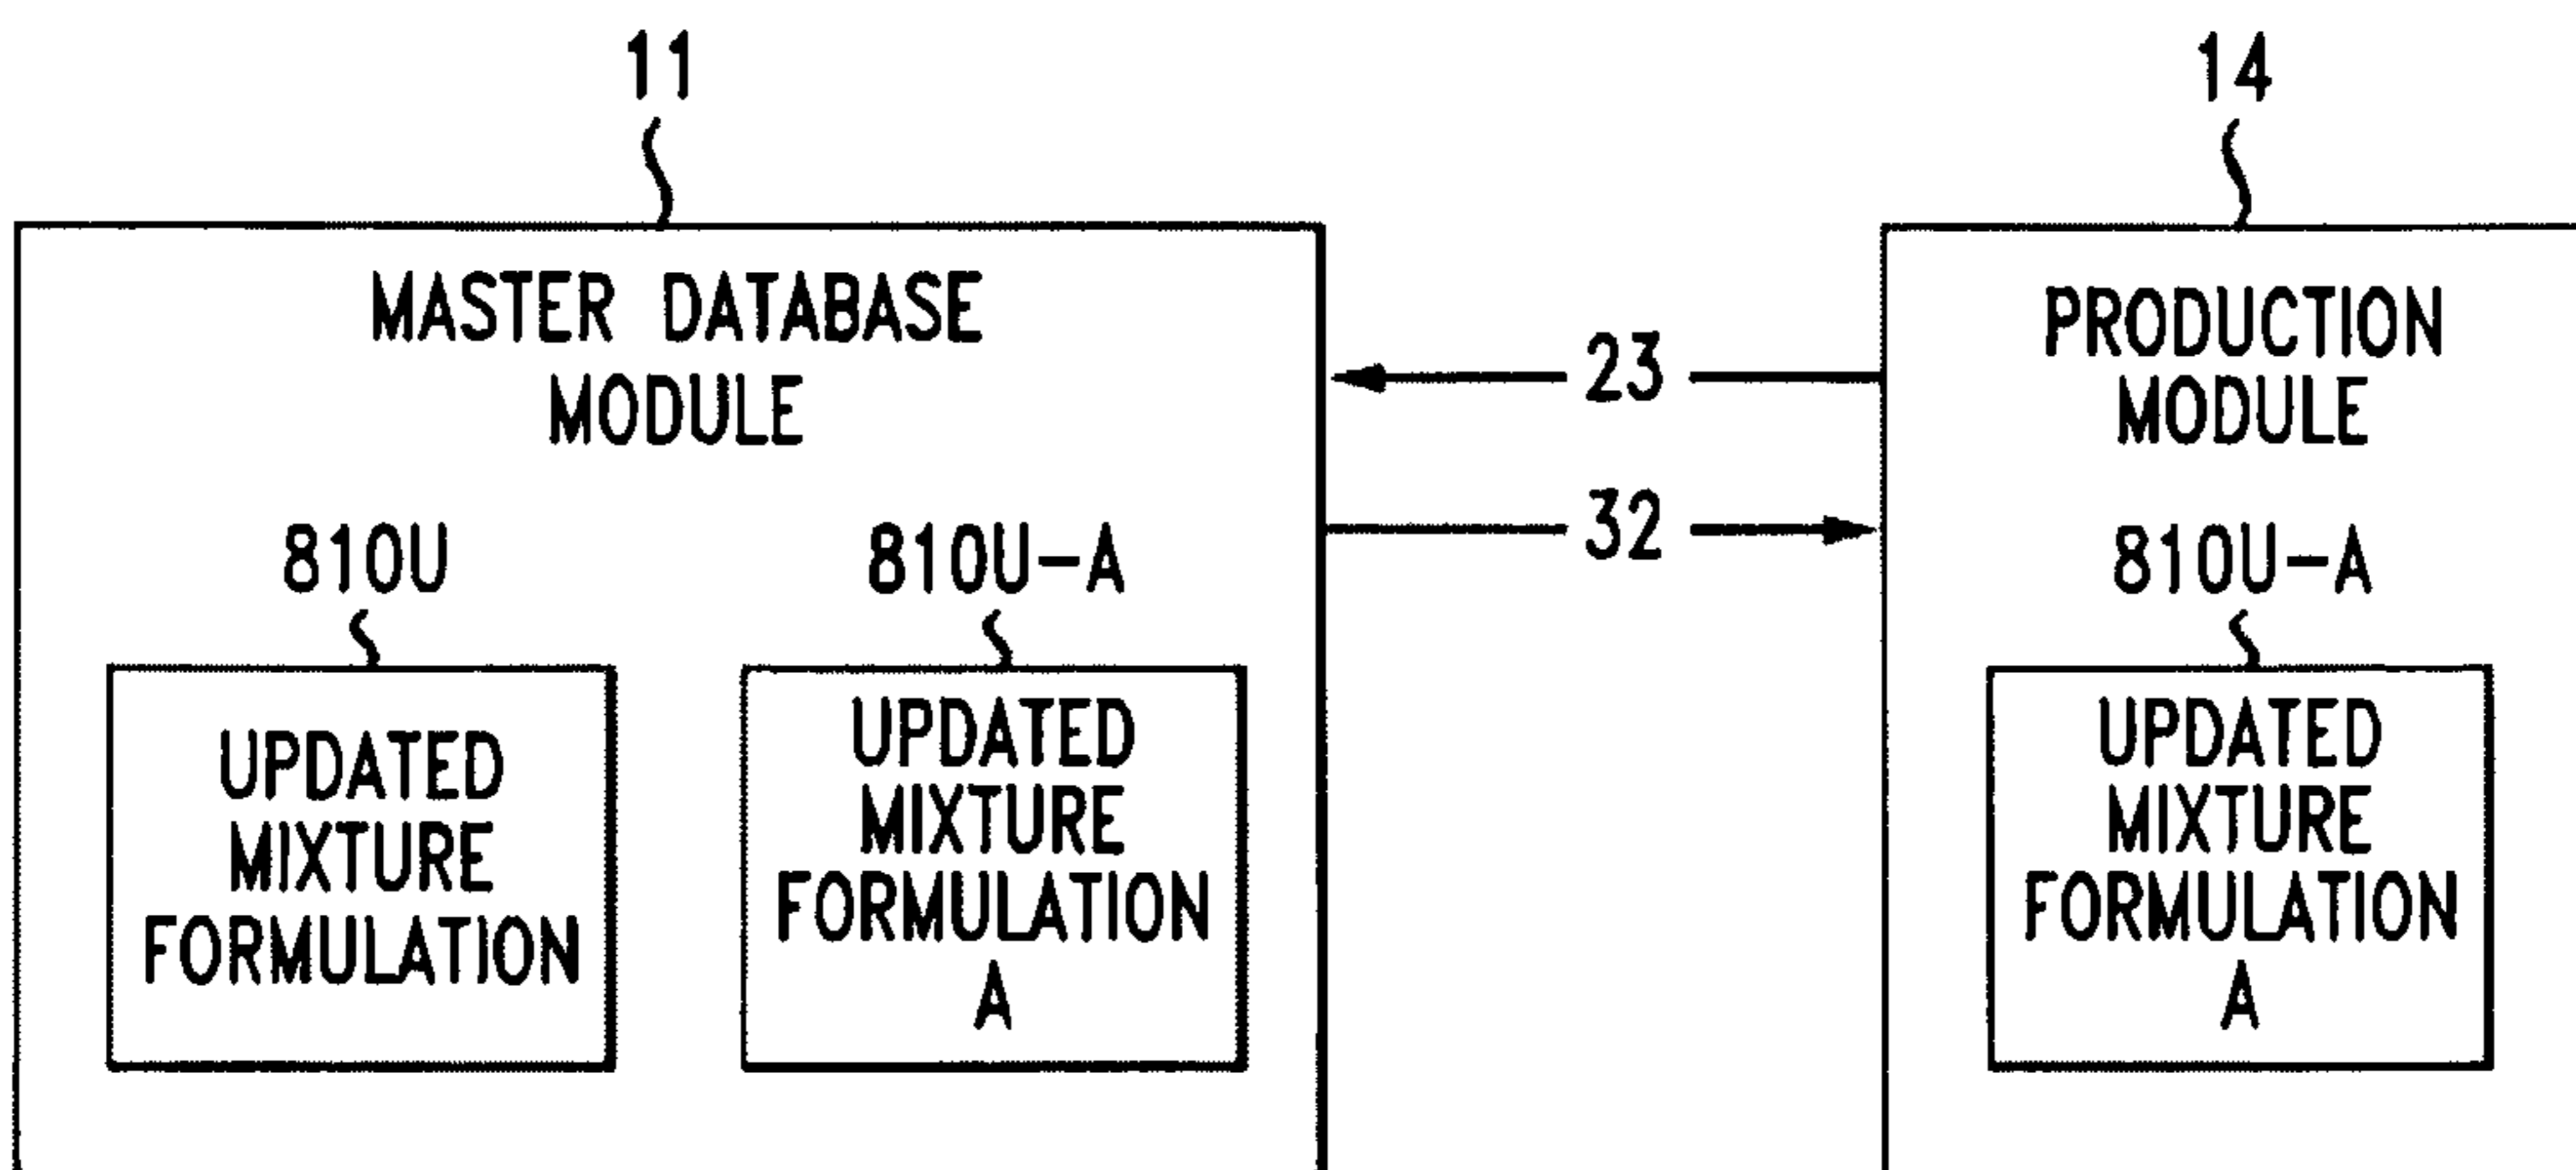 11
14
MASTER DATABASE
MODULE
PRODUCTION
MODULE
23
32
810U
810U-A
810U-A
UPDATED
MIXTURE
FORMULATION
UPDATED
MIXTURE
FORMULATION
A
UPDATED
MIXTURE
FORMULATION
A